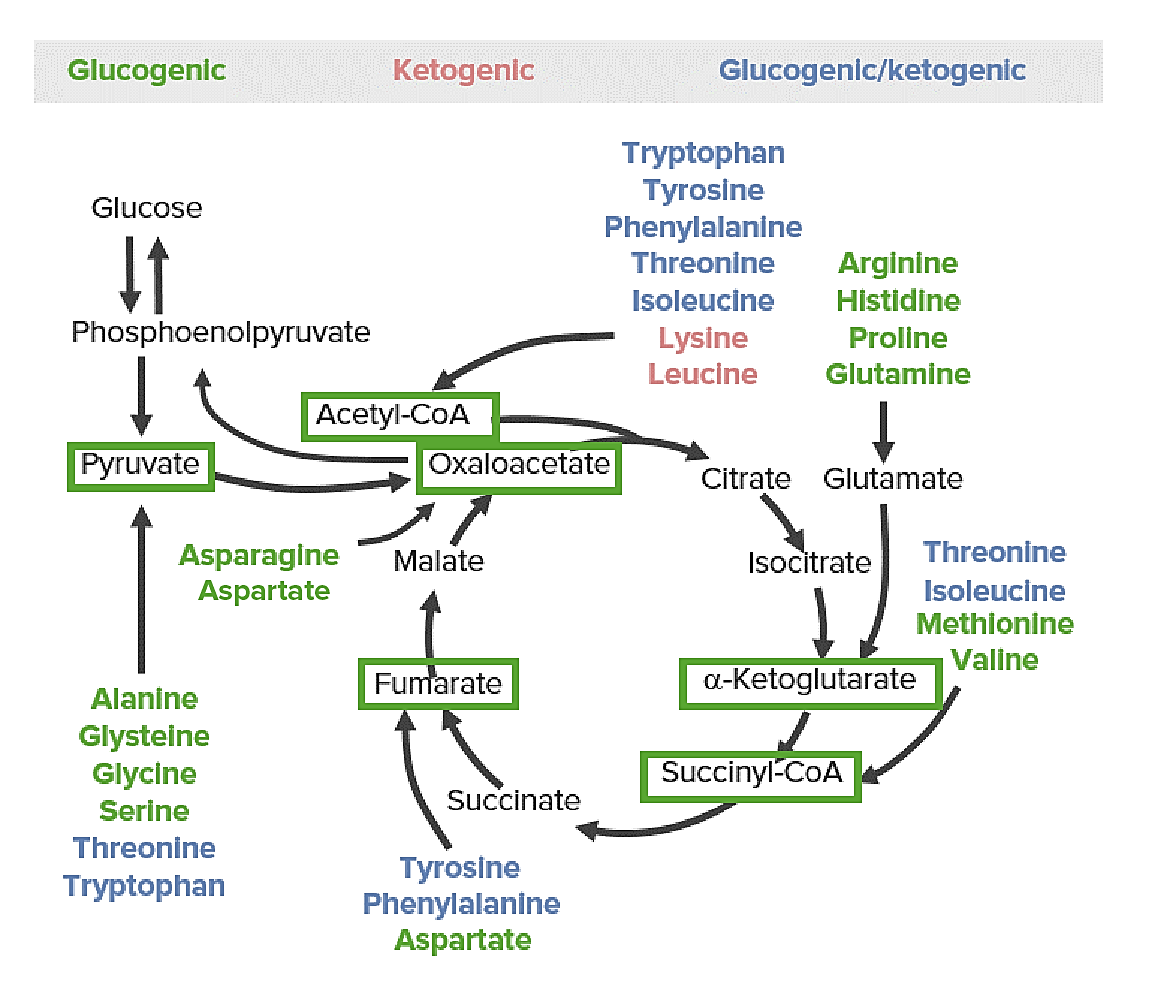 Glucogenic Ketogenic Glucogenic/ketogenic
Tryptophan
Tyrosine
Phenylalanine
Threonine
Isoleucine
Lysine
Leucine
Arginine
Histidine
Proline
Glutamine
Glucose
Phosphoenolpyruvate
Acetyl-CoA
Pyruvate
Oxaloacetate
Citrate
Glutamate
Asparagine
Aspartate
Malate
Isocitrate
Threonine
Isoleucine
Methionine
Valine
Fumarate
α-Ketoglutarate
Succinyl-CoA
Succinate
Alanine
Glysteine
Glycine
Serine
Threonine
Tryptophan
Tyrosine
Phenylalanine
Aspartate